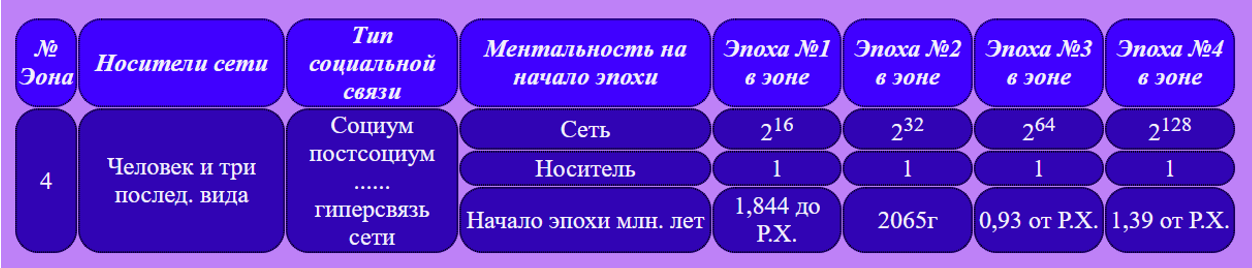 № Эона
Носители сети
Тип социальной связи
Ментальность на начало эпохи
Эпоха №1 в эоне
Эпоха №2 в эоне
Эпоха №3 в эоне
Эпоха №4 в эоне
4
Человек и три послед. вида
Социум
постсоциум
......
гиперсвязь
сети
Сеть
2^16
2^32
2^64
2^128
Носитель
1
1
1
1
Начало эпохи млн. лет
1,844 до Р.Х.
2065г
0,93 от Р.Х.
1,39 от Р.Х.